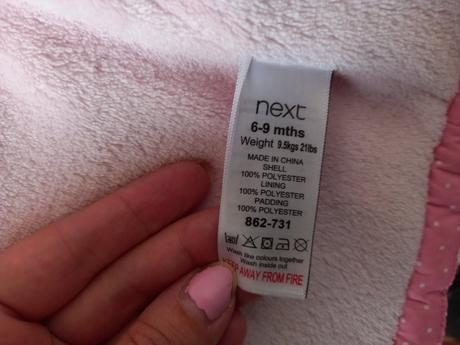 next
6-9 mths
Weight 9.5kgs 21lbs
MADE IN CHINA
SHELL
100% POLYESTER
LINING
100% POLYESTER
PADDING
100% POLYESTER
862-731
Wash like colours together
Wash inside out
KEEP AWAY FROM FIRE